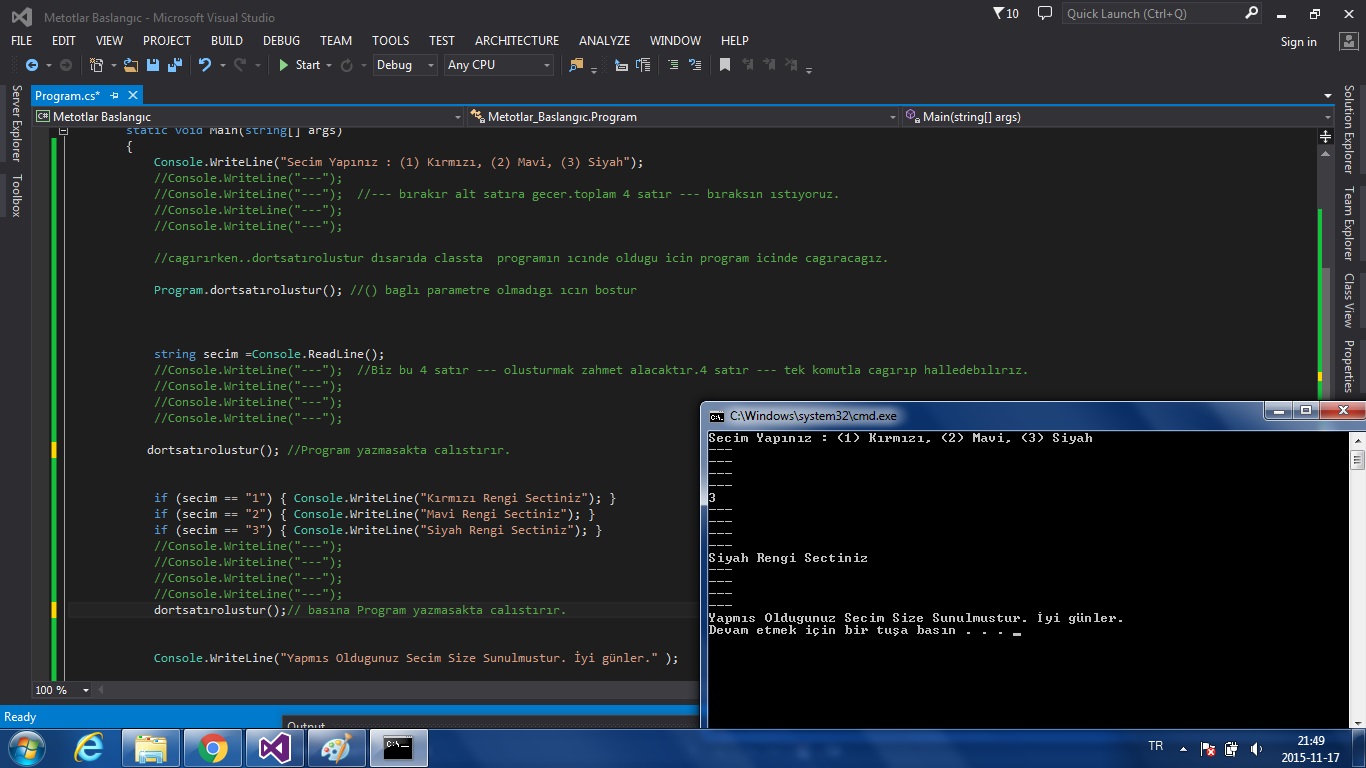 Metotlar Baslangıc - Microsoft Visual Studio
10
Quick Launch (Ctrl+Q)
FILE EDIT VIEW PROJECT BUILD DEBUG TEAM TOOLS TEST ARCHITECTURE ANALYZE WINDOW HELP
Sign in
Start Debug Any CPU
Server Explorer
Toolbox
Program.cs*
C# Metotlar Baslangıc
Metotlar_Baslangıc.Program
Main(string[] args)
static void Main(string[] args)
{
Console.WriteLine("Secim Yapınız : (1) Kırmızı, (2) Mavi, (3) Siyah");
//Console.WriteLine("---");
//Console.WriteLine("---"); //--- bırakır alt satıra gecer.toplam 4 satır --- bıraksın ıstıyoruz.
//Console.WriteLine("---");
//Console.WriteLine("---");
//cagırırken..dortsatırolustur dısarıda classta programın ıcınde oldugu icin program icinde cagıracagız.
Program.dortsatırolustur(); //() baglı parametre olmadıgı ıcın bostur
string secim =Console.ReadLine();
//Console.WriteLine("---"); //Biz bu 4 satır --- olusturmak zahmet alacaktır.4 satır --- tek komutla cagırıp halledebılırız.
//Console.WriteLine("---");
//Console.WriteLine("---");
//Console.WriteLine("---");
dortsatırolustur(); //Program yazmasakta calıstırır.
if (secim == "1") { Console.WriteLine("Kırmızı Rengi Sectiniz"); }
if (secim == "2") { Console.WriteLine("Mavi Rengi Sectiniz"); }
if (secim == "3") { Console.WriteLine("Siyah Rengi Sectiniz"); }
//Console.WriteLine("---");
//Console.WriteLine("---");
//Console.WriteLine("---");
//Console.WriteLine("---");
dortsatırolustur();// basına Program yazmasakta calıstırır.
Console.WriteLine("Yapmıs Oldugunuz Secim Size Sunulmustur. İyi günler." );
100 %
Solution Explorer
Team Explorer
Class View
Properties
C:\Windows\system32\cmd.exe
Secim Yapınız : (1) Kırmızı, (2) Mavi, (3) Siyah
---
---
---
---
3
---
---
---
---
Siyah Rengi Sectiniz
---
---
---
---
Yapmıs Oldugunuz Secim Size Sunulmustur. İyi günler.
Devam etmek için bir tuşa basın . . . _
Ready
Output
TR
21:49
2015-11-17